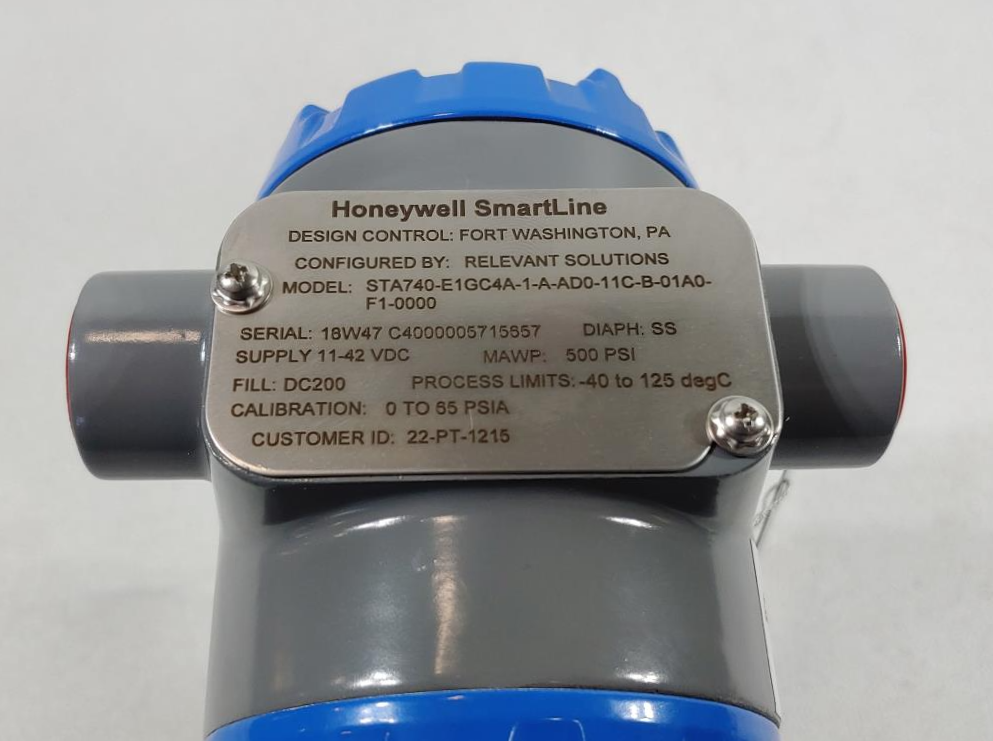 Honeywell SmartLine
DESIGN CONTROL: FORT WASHINGTON, PA
CONFIGURED BY: RELEVANT SOLUTIONS
MODEL: STA740-E1GC4A-1-A-AD0-11C-B-01A0-
F1-0000
SERIAL: 18W47 C4000005715657 DIAPH: SS
SUPPLY 11-42 VDC MAWP: 500 PSI
FILL: DC200 PROCESS LIMITS: -40 to 125 degC
CALIBRATION: 0 TO 65 PSIA
CUSTOMER ID: 22-PT-1215